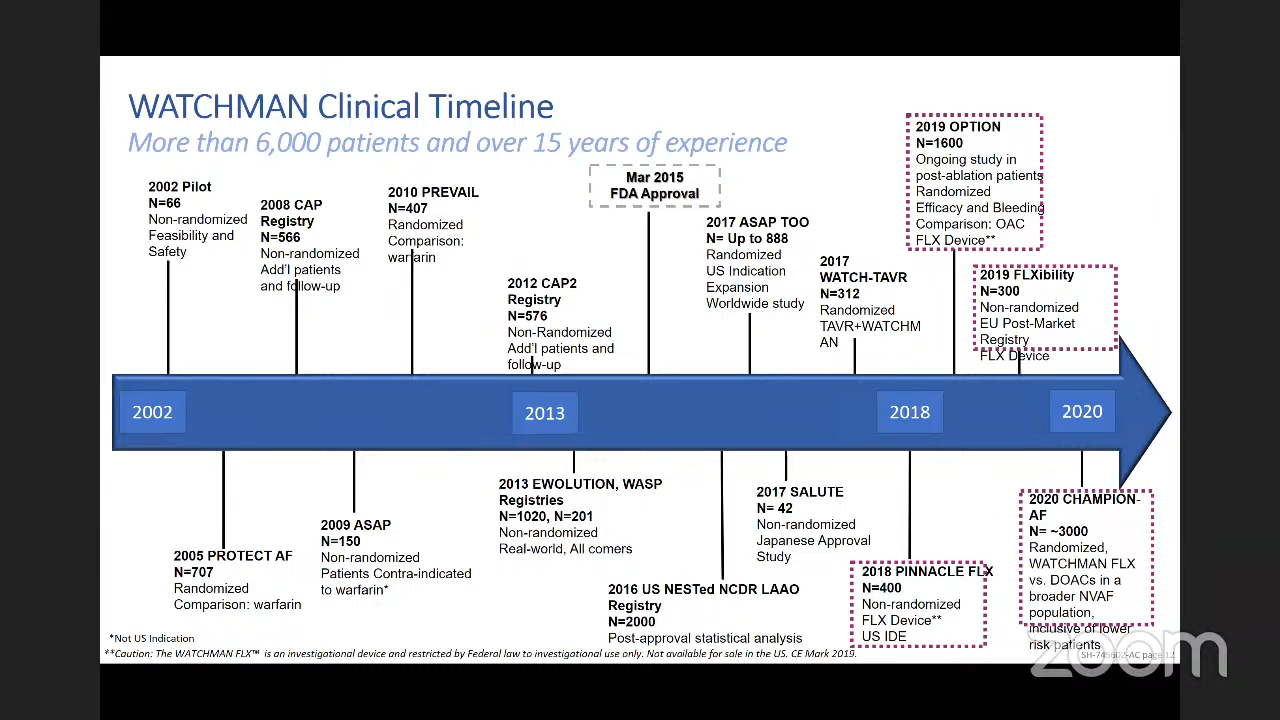 WATCHMAN Clinical Timeline
More than 6,000 patients and over 15 years of experience
2002 Pilot
N=66
Non-randomized
Feasibility and
Safety
2008 CAP
Registry
N=566
Non-randomized
Add'l patients
and follow-up
2010 PREVAIL
N=407
Randomized
Comparison:
warfarin
2012 CAP2
Registry
N=576
Non-Randomized
Add'l patients and
follow-up
Mar 2015
FDA Approval
2017 ASAP TOO
N= Up to 888
Randomized
US Indication
Expansion
Worldwide study
2017
WATCH-TAVR
N=312
Randomized
TAVR+WATCHM
AN
2019 OPTION
N=1600
Ongoing study in
post-ablation patients
Randomized
Efficacy and Bleeding
Comparison: OAC
FLX Device**
2019 FLXibility
N=300
Non-randomized
EU Post-Market
Registry
FLX Device
2002
2013
2018
2020
2005 PROTECT AF
N=707
Randomized
Comparison: warfarin
2009 ASAP
N=150
Non-randomized
Patients Contra-indicated
to warfarin*
2013 EWOLUTION, WASP
Registries
N=1020, N=201
Non-randomized
Real-world, All comers
2016 US NESTed NCDR LAAO
Registry
N=2000
Post-approval statistical analysis
2017 SALUTE
N= 42
Non-randomized
Japanese Approval
Study
2018 PINNACLE FLX
N=400
Non-randomized
FLX Device**
US IDE
2020 CHAMPION-
AF
N= ~3000
Randomized,
WATCHMAN FLX
vs. DOACs in a
broader NVAF
population,
inclusive of lower
risk patients
*Not US Indication
**Caution: The WATCHMAN FLX™ is an investigational device and restricted by Federal law to investigational use only. Not available for sale in the US. CE Mark 2019.
SH-745602-AC page 12
zoom